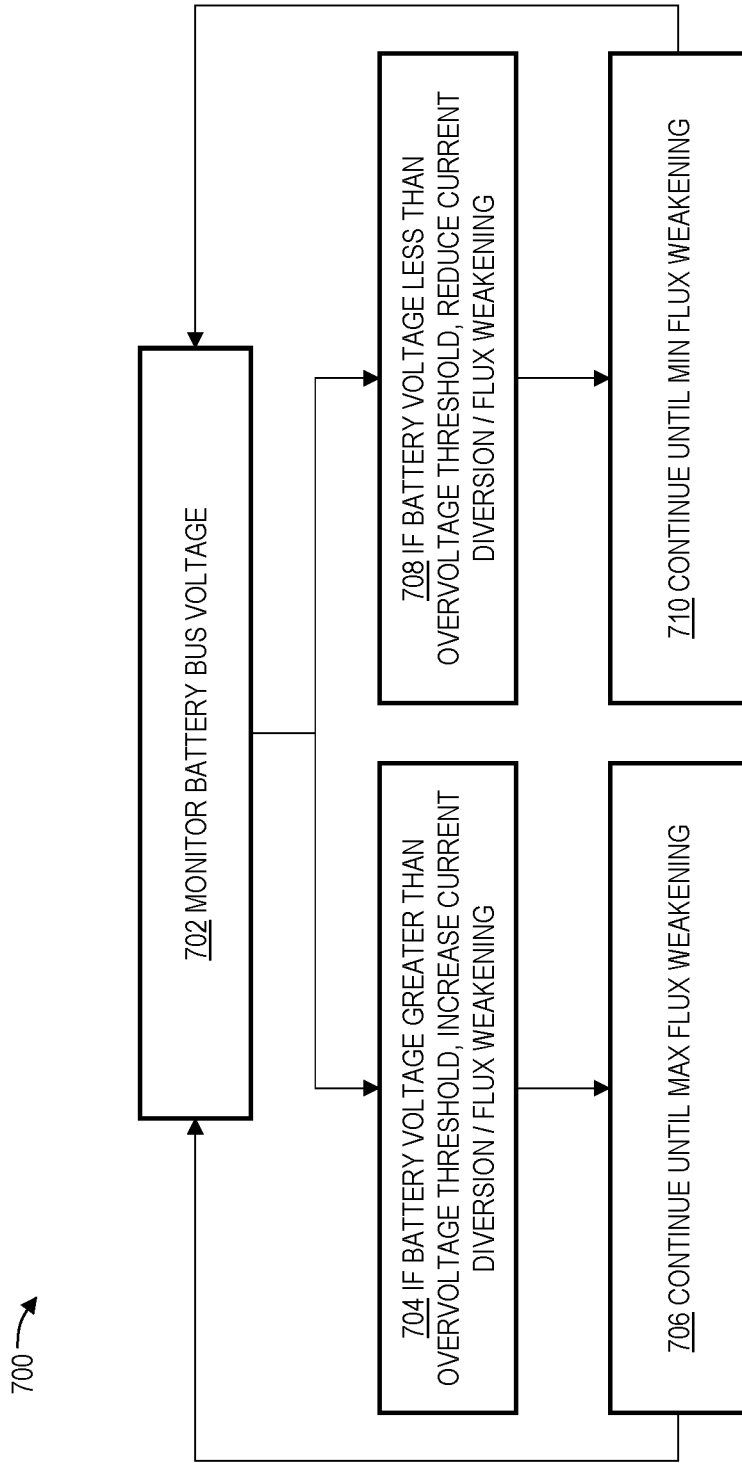 700
702 MONITOR BATTERY BUS VOLTAGE
704 IF BATTERY VOLTAGE GREATER THAN
OVERVOLTAGE THRESHOLD, INCREASE CURRENT
DIVERSION / FLUX WEAKENING
708 IF BATTERY VOLTAGE LESS THAN
OVERVOLTAGE THRESHOLD, REDUCE CURRENT
DIVERSION / FLUX WEAKENING
706 CONTINUE UNTIL MAX FLUX WEAKENING
710 CONTINUE UNTIL MIN FLUX WEAKENING